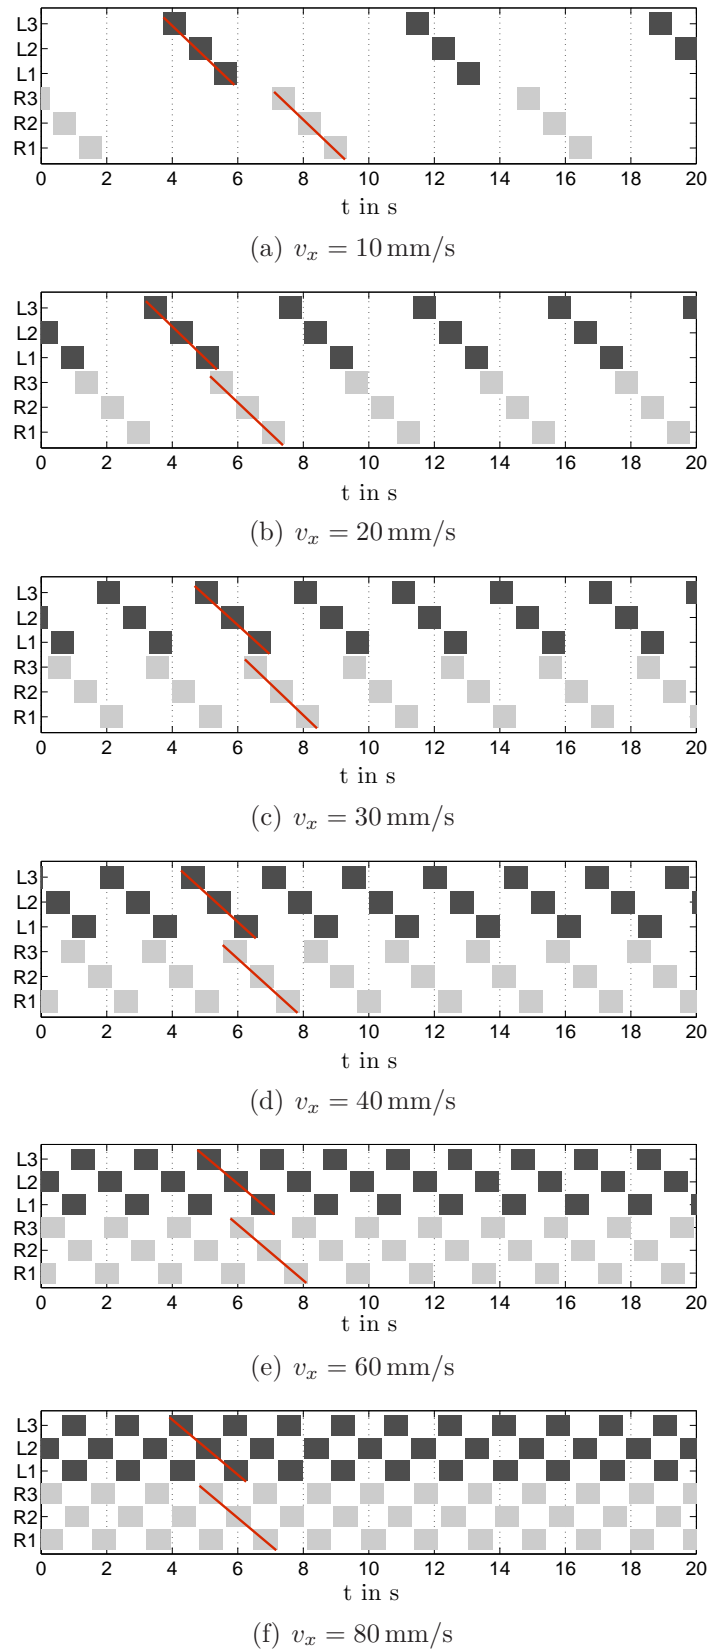 L3
L2
L1
R3
R2
R1
0 2 4 6 8 10 12 14 16 18 20
t in s
(a) vₓ = 10 mm/s
L3
L2
L1
R3
R2
R1
0 2 4 6 8 10 12 14 16 18 20
t in s
(b) vₓ = 20 mm/s
L3
L2
L1
R3
R2
R1
0 2 4 6 8 10 12 14 16 18 20
t in s
(c) vₓ = 30 mm/s
L3
L2
L1
R3
R2
R1
0 2 4 6 8 10 12 14 16 18 20
t in s
(d) vₓ = 40 mm/s
L3
L2
L1
R3
R2
R1
0 2 4 6 8 10 12 14 16 18 20
t in s
(e) vₓ = 60 mm/s
L3
L2
L1
R3
R2
R1
0 2 4 6 8 10 12 14 16 18 20
t in s
(f) vₓ = 80 mm/s